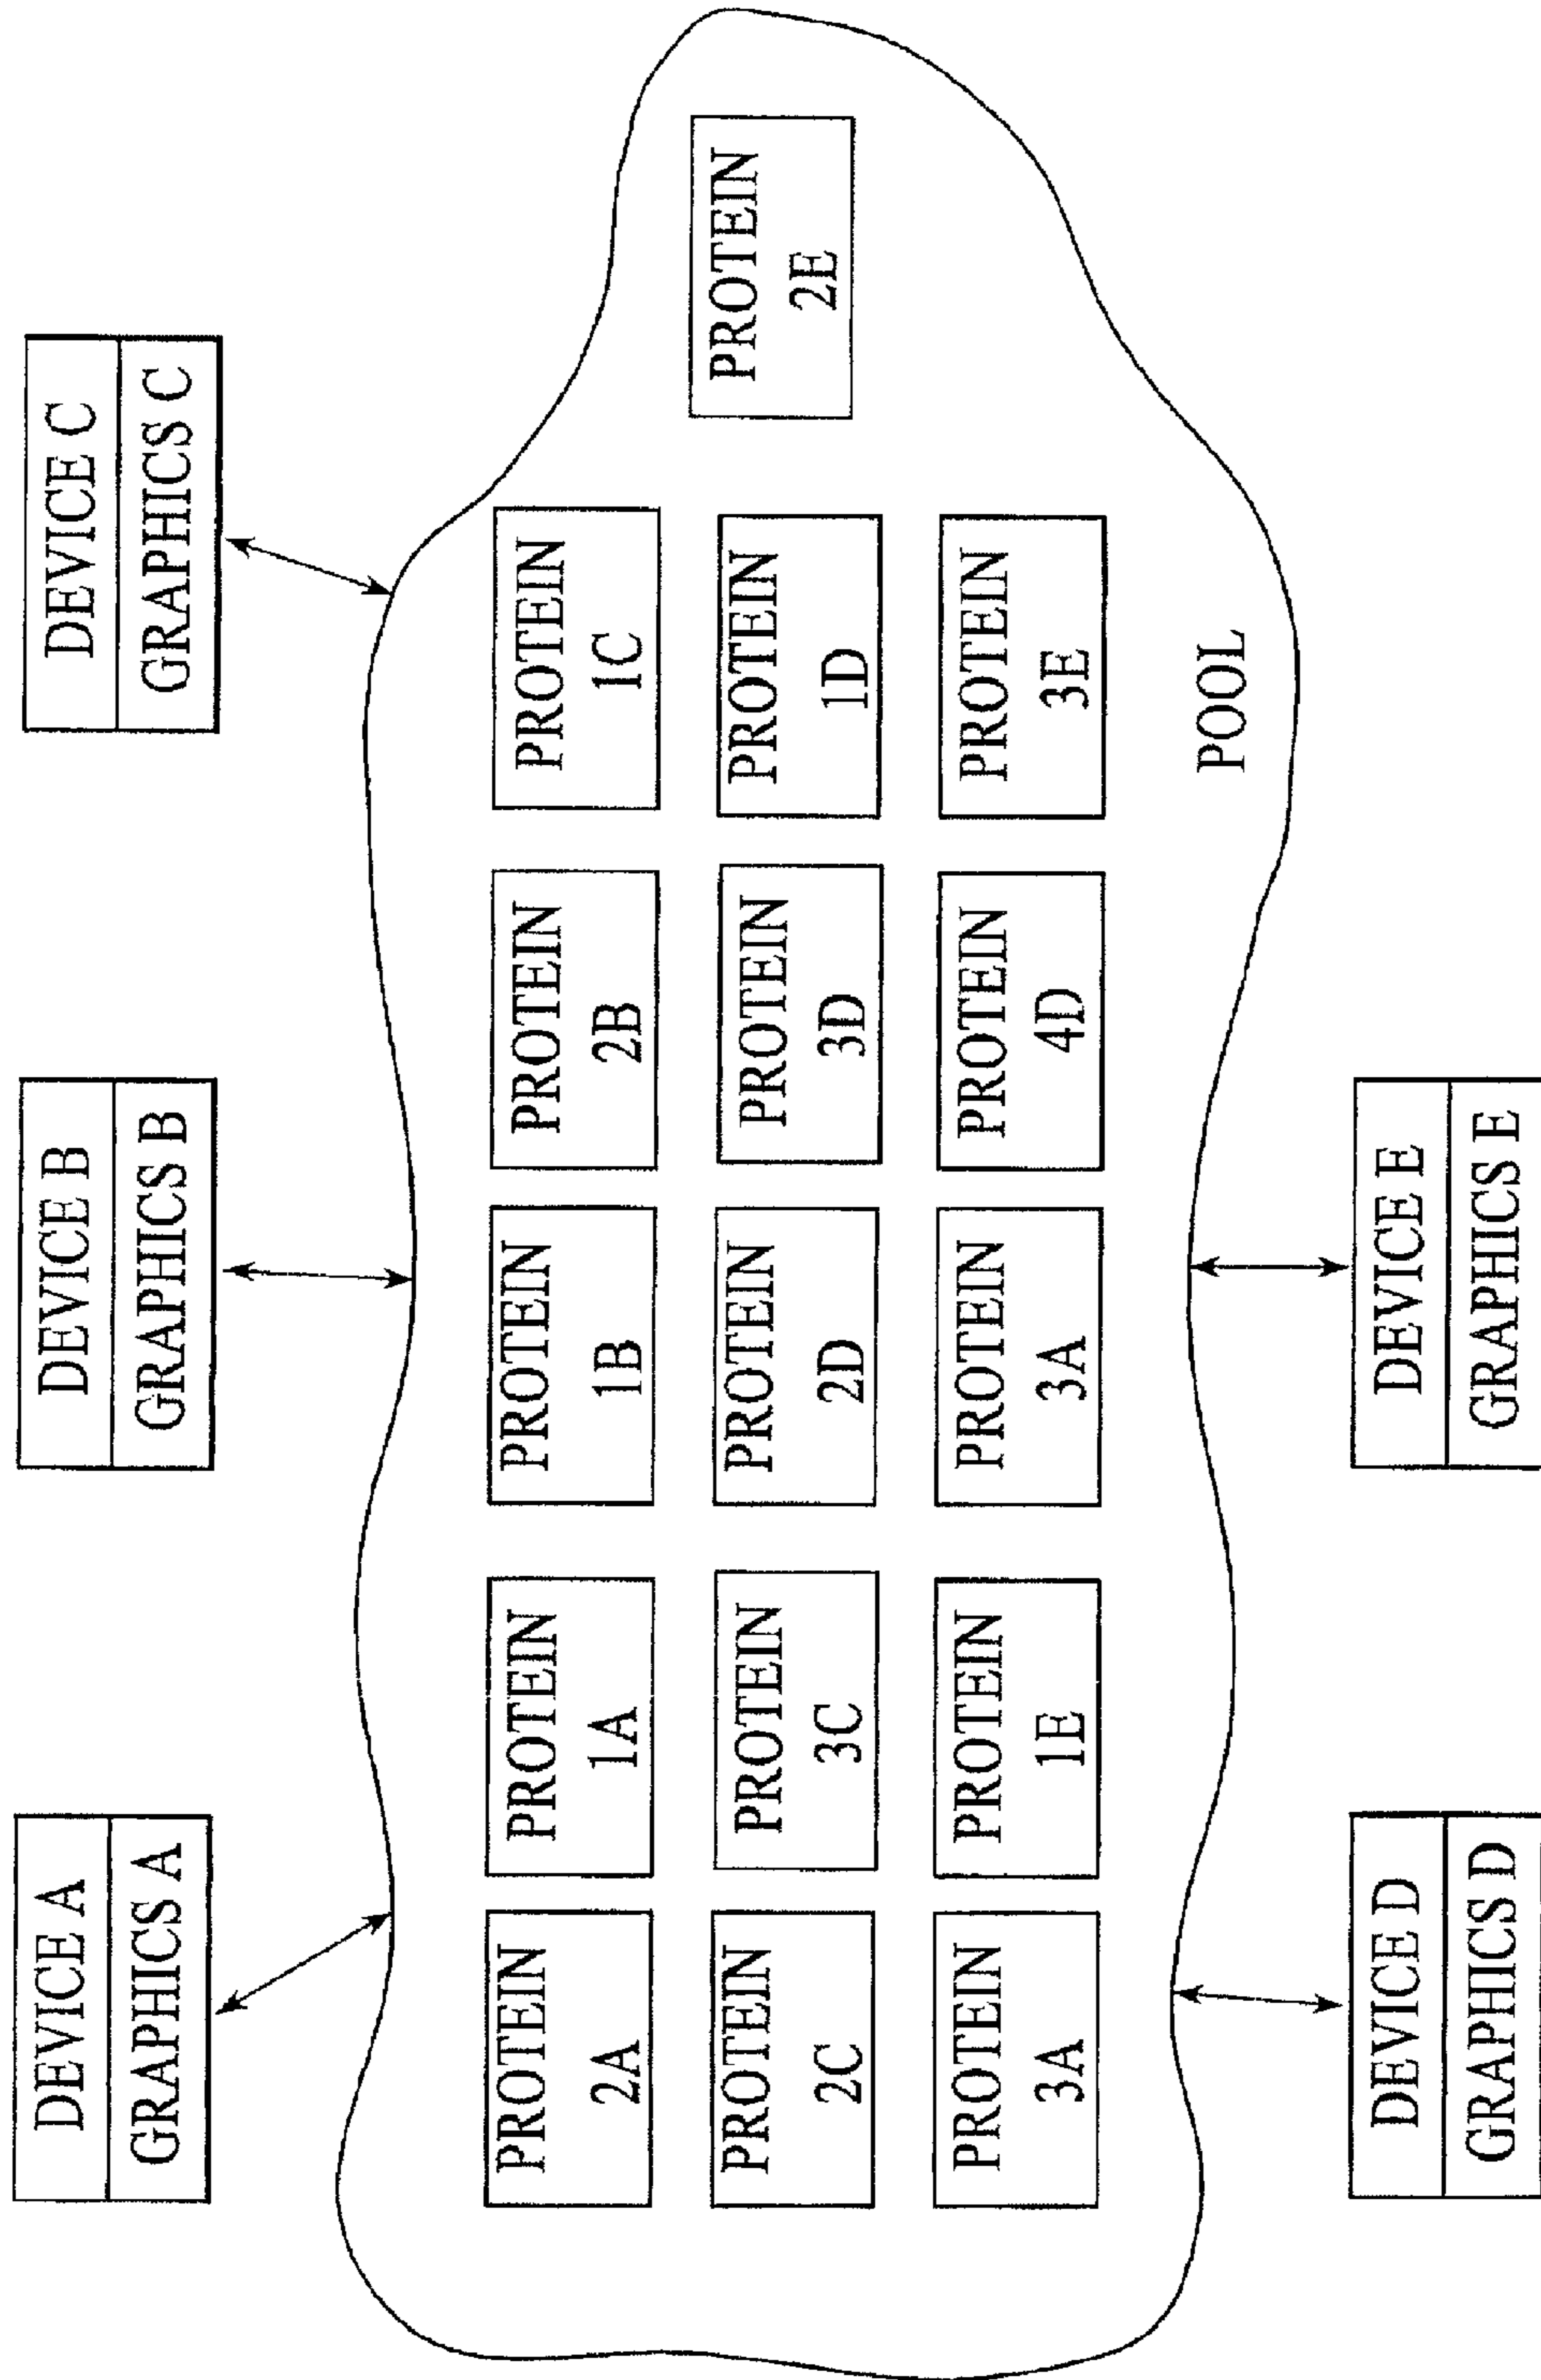 DEVICE A
GRAPHICS A
DEVICE B
GRAPHICS B
DEVICE C
GRAPHICS C
PROTEIN
2A
PROTEIN
1A
PROTEIN
1B
PROTEIN
2B
PROTEIN
1C
PROTEIN
2C
PROTEIN
3C
PROTEIN
2D
PROTEIN
3D
PROTEIN
1D
PROTEIN
2E
PROTEIN
3A
PROTEIN
1E
PROTEIN
3A
PROTEIN
4D
PROTEIN
3E
POOL
DEVICE D
GRAPHICS D
DEVICE E
GRAPHICS E